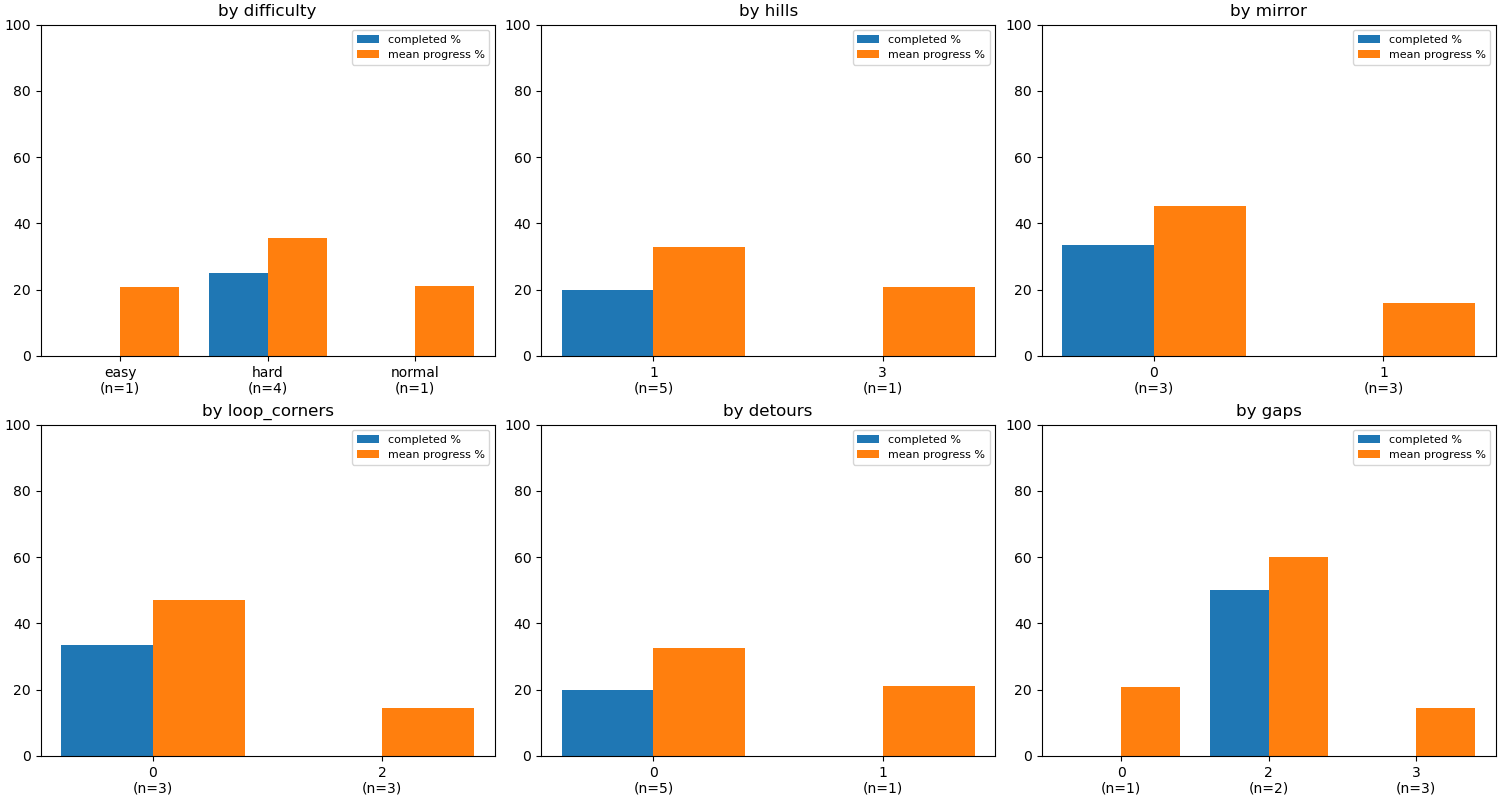 by difficulty
100
80
60
40
20
0
completed %
mean progress %
easy
(n=1)
hard
(n=4)
normal
(n=1)
by hills
100
80
60
40
20
0
completed %
mean progress %
1
(n=5)
3
(n=1)
by mirror
100
80
60
40
20
0
completed %
mean progress %
0
(n=3)
1
(n=3)
by loop_corners
100
80
60
40
20
0
completed %
mean progress %
0
(n=3)
2
(n=3)
by detours
100
80
60
40
20
0
completed %
mean progress %
0
(n=5)
1
(n=1)
by gaps
100
80
60
40
20
0
completed %
mean progress %
0
(n=1)
2
(n=2)
3
(n=3)